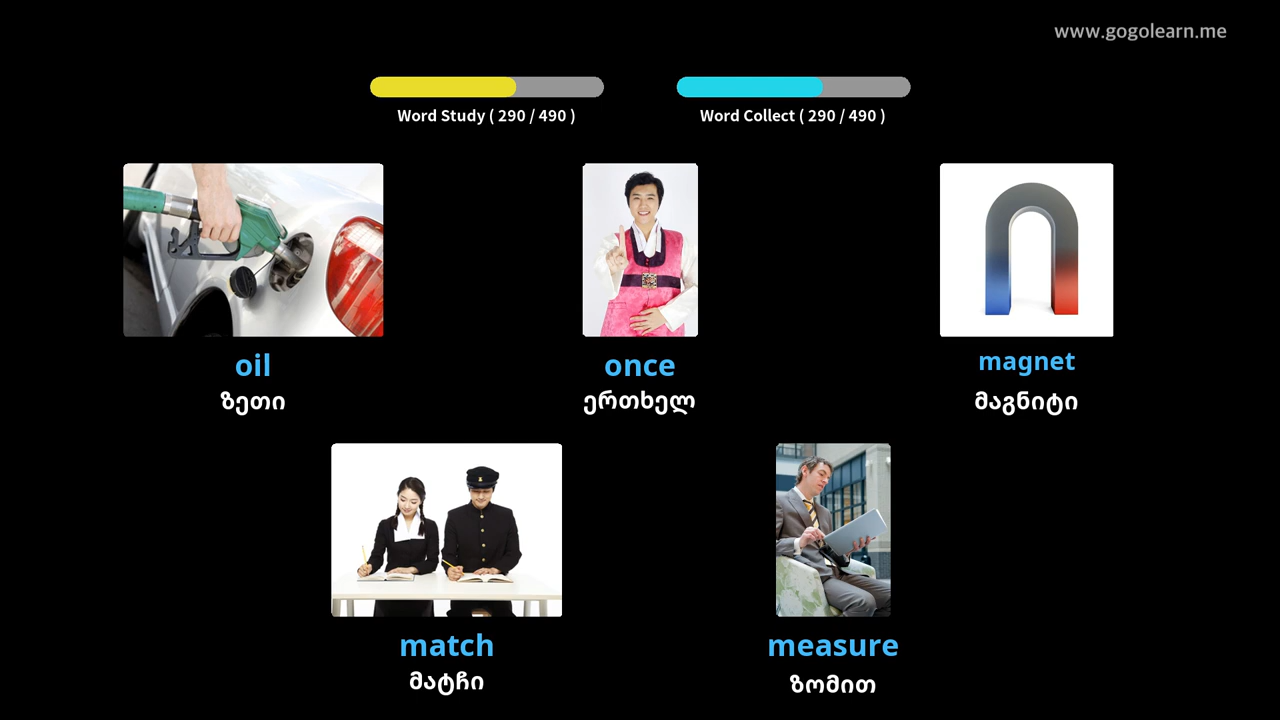 www.gogolearn.me
Word Study ( 290 / 490 )
Word Collect ( 290 / 490 )
oil
ზეთი
once
ერთხელ
magnet
მაგნიტი
match
მატჩი
measure
ზომით